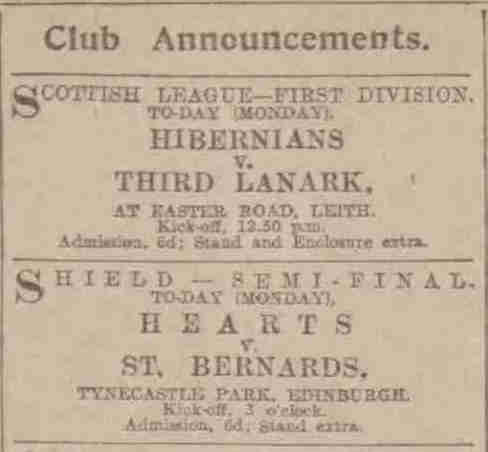 Club Announcements.
SCOTTISH LEAGUE—FIRST DIVISION.
TO-DAY (MONDAY),
HIBERNIANS
v.
THIRD LANARK.
AT EASTER ROAD, LEITH.
Kick-off, 12.50 p.m.
Admission, 6d; Stand and Enclosure extra.
SHIELD — SEMI-FINAL.
TO-DAY (MONDAY),
HEARTS
v.
ST. BERNARDS.
TYNECASTLE PARK, EDINBURGH.
Kick-off, 3 o'clock.
Admission, 6d; Stand extra.